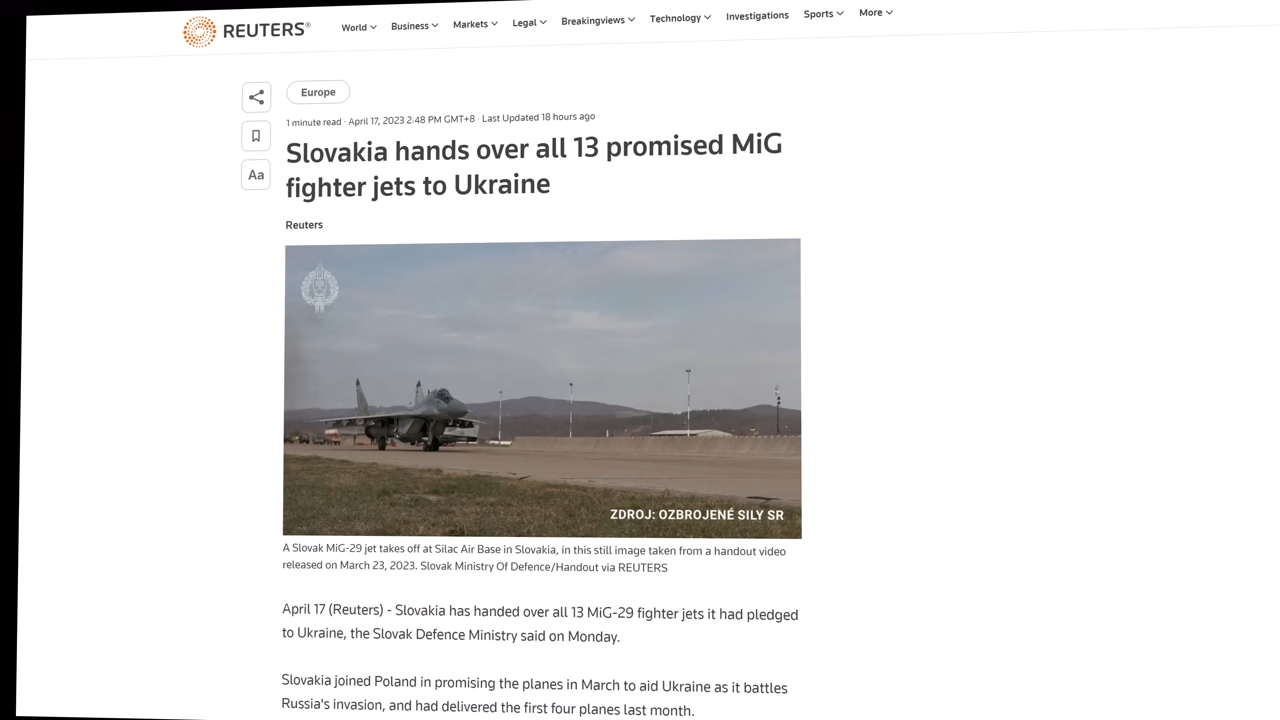 REUTERS®
World Business Markets Legal Breakingviews Technology Investigations Sports More
Europe
1 minute read · April 17, 2023 2:48 PM GMT+8 · Last Updated 18 hours ago
Aa
Slovakia hands over all 13 promised MiG
fighter jets to Ukraine
Reuters
ZDROJ: OZBROJENÉ SILY SR
A Slovak MiG-29 jet takes off at Silac Air Base in Slovakia, in this still image taken from a handout video
released on March 23, 2023. Slovak Ministry Of Defence/Handout via REUTERS
April 17 (Reuters) - Slovakia has handed over all 13 MiG-29 fighter jets it had pledged
to Ukraine, the Slovak Defence Ministry said on Monday.
Slovakia joined Poland in promising the planes in March to aid Ukraine as it battles
Russia's invasion, and had delivered the first four planes last month.